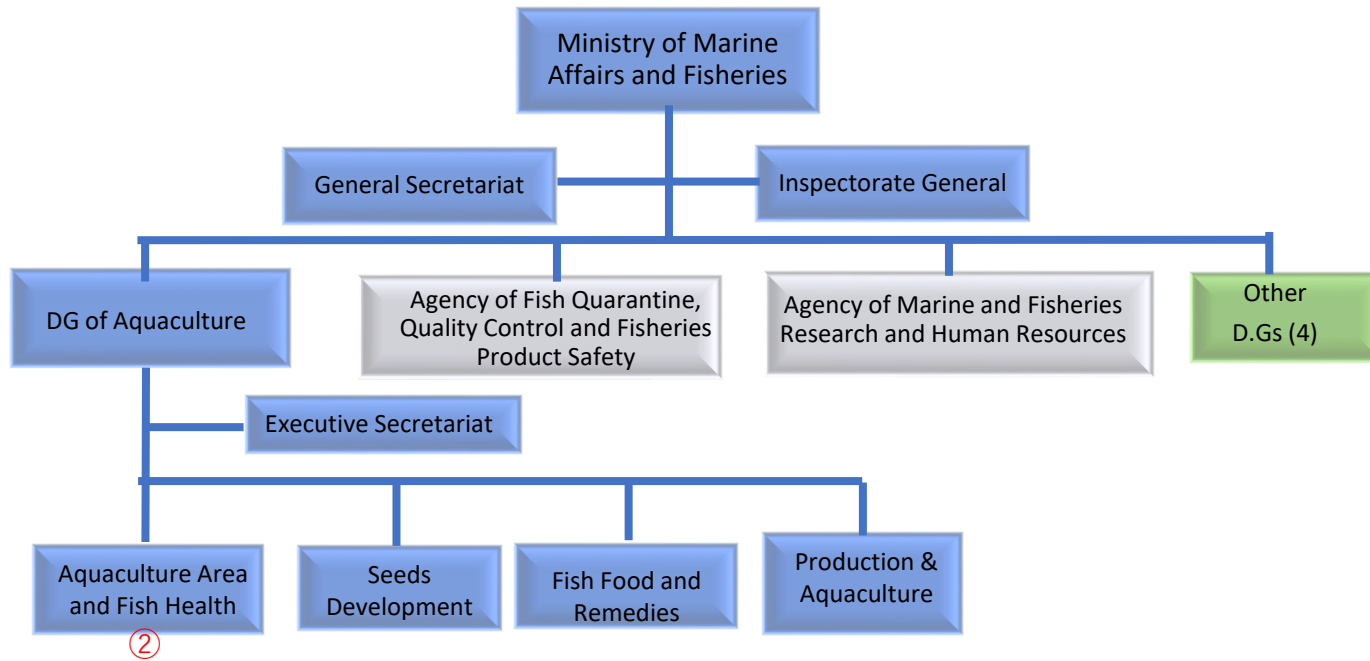 Ministry of Marine
Affairs and Fisheries
General Secretariat
Inspectorate General
DG of Aquaculture
Agency of Fish Quarantine,
Quality Control and Fisheries
Product Safety
Agency of Marine and Fisheries
Research and Human Resources
Other
D.Gs (4)
Executive Secretariat
Aquaculture Area
and Fish Health
②
Seeds
Development
Fish Food and
Remedies
Production &
Aquaculture